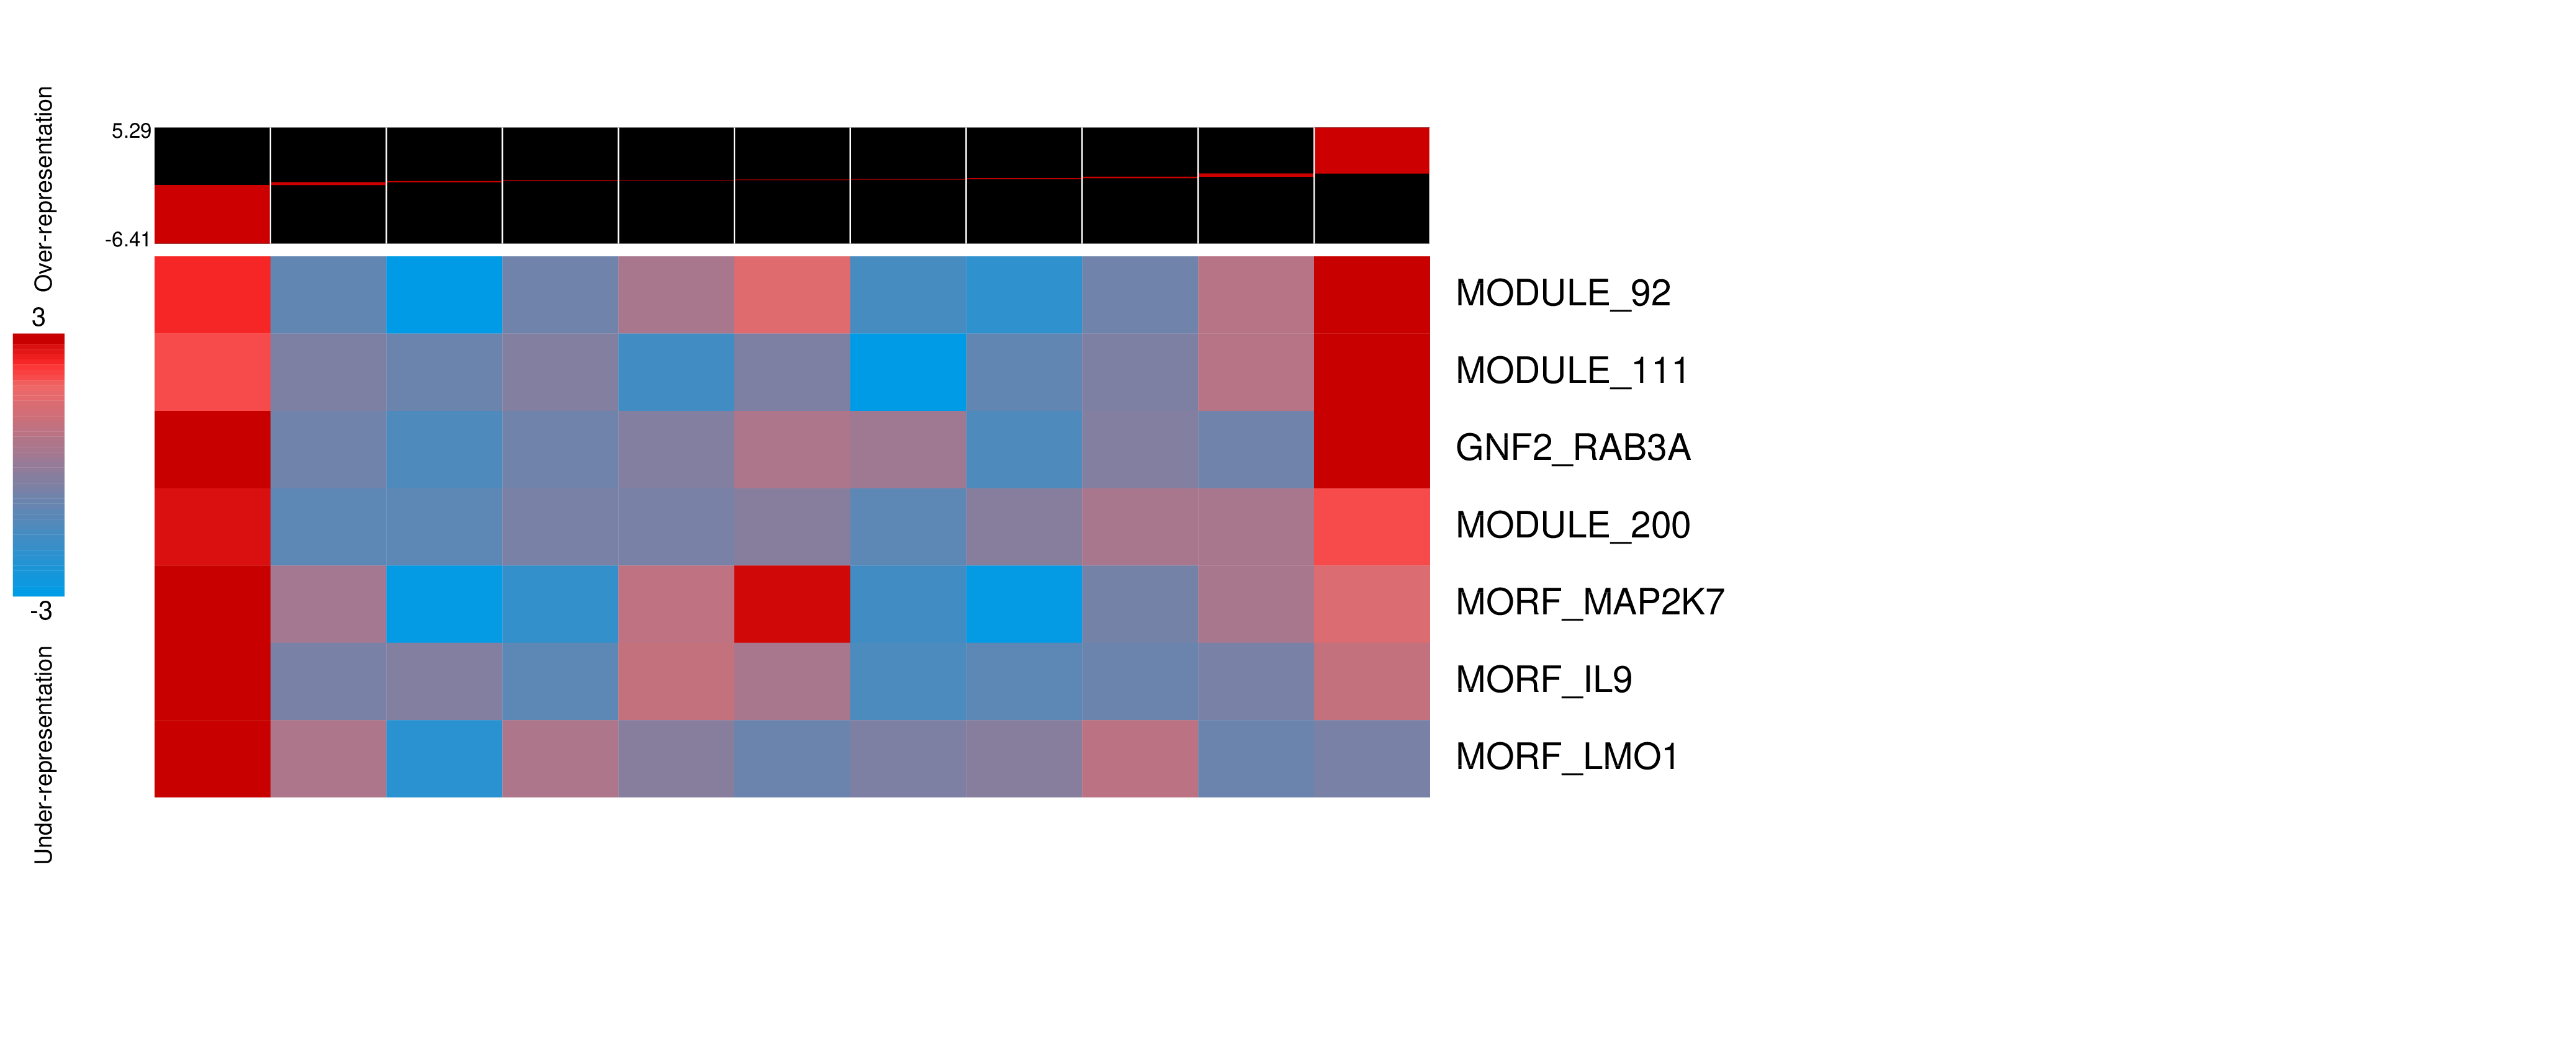 Over-representation
3
-3
Under-representation
5.29
-6.41
MODULE_92
MODULE_111
GNF2_RAB3A
MODULE_200
MORF_MAP2K7
MORF_IL9
MORF_LMO1